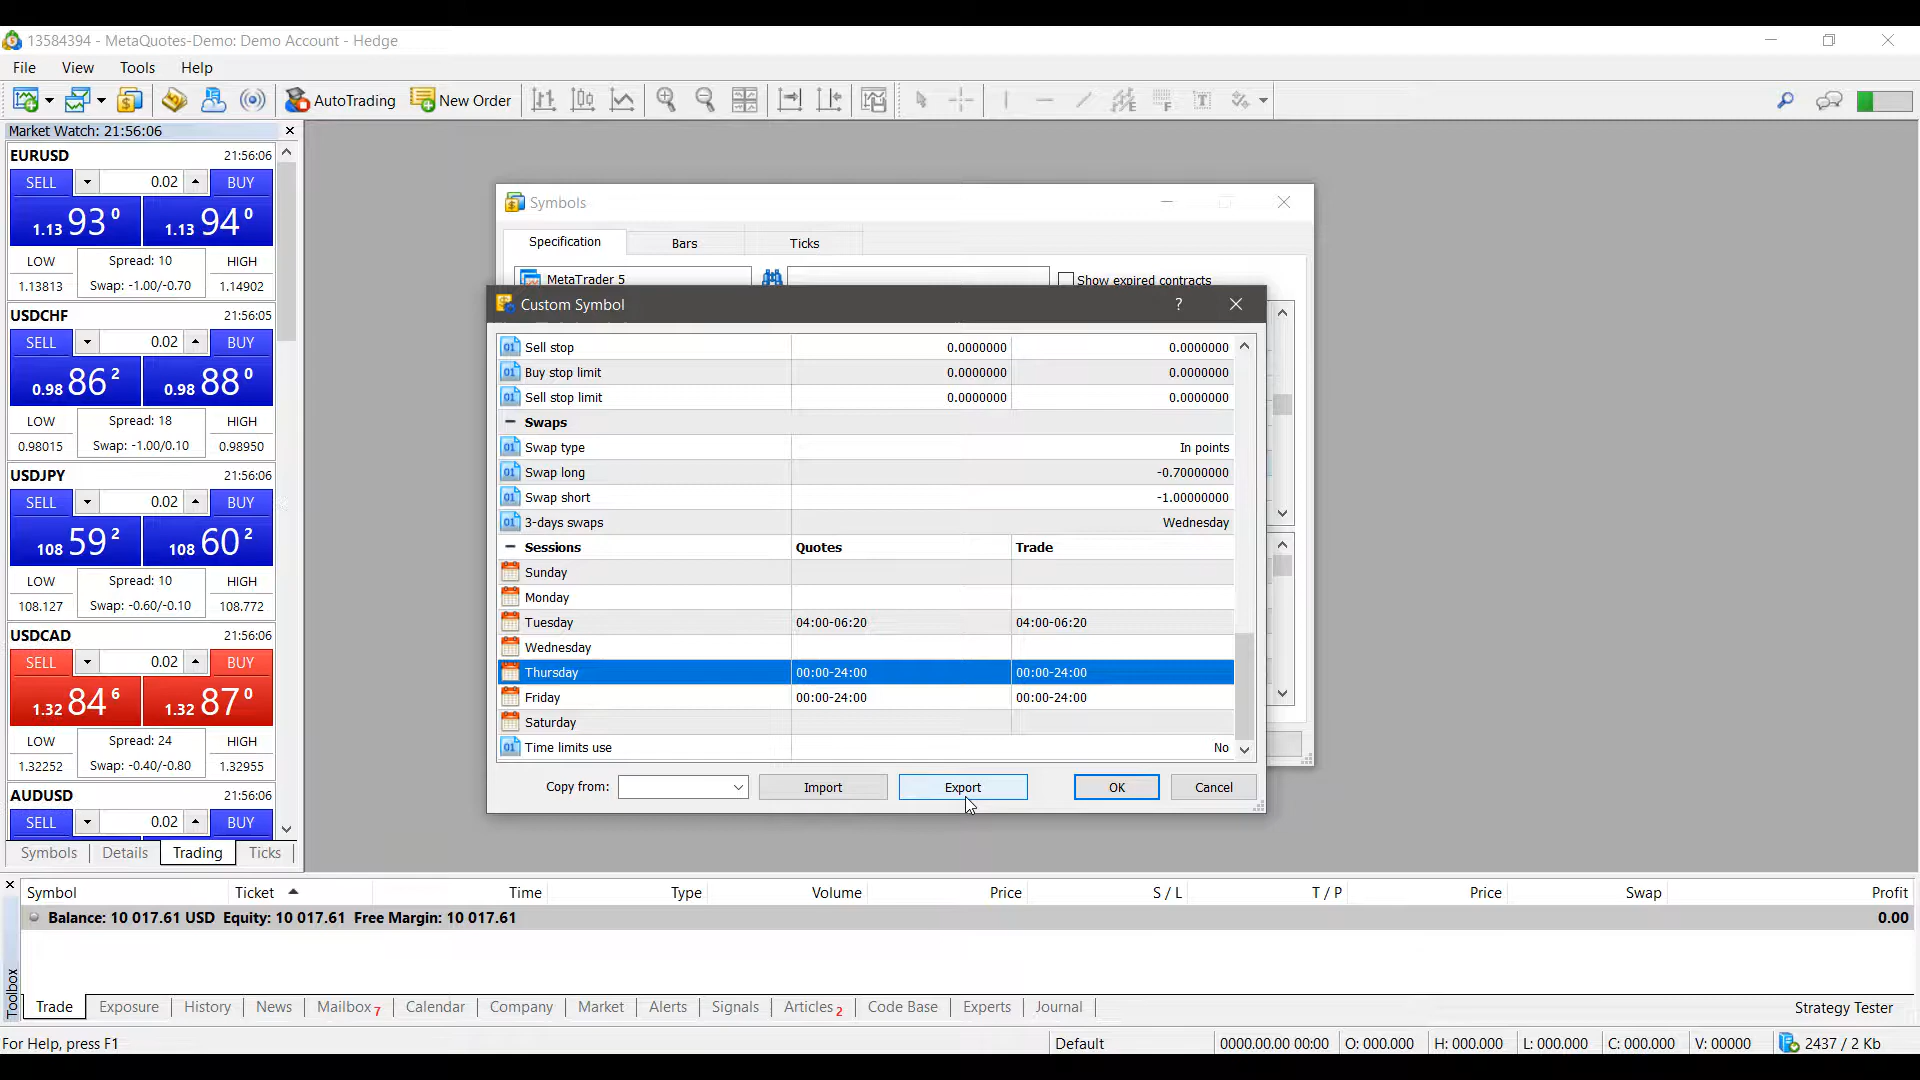 13584394 - MetaQuotes-Demo: Demo Account - Hedge
File View Tools Help
AutoTrading New Order
Market Watch: 21:56:06
EURUSD 21:56:06
SELL 0.02 BUY
1.13 93 0 1.13 94 0
LOW Spread: 10 HIGH
1.13813 Swap: -1.00/-0.70 1.14902
USDCHF 21:56:05
SELL 0.02 BUY
0.98 86 2 0.98 88 0
LOW Spread: 18 HIGH
0.98015 Swap: -1.00/0.10 0.98950
USDJPY 21:56:06
SELL 0.02 BUY
108 59 2 108 60 2
LOW Spread: 10 HIGH
108.127 Swap: -0.60/-0.10 108.772
USDCAD 21:56:06
SELL 0.02 BUY
1.32 84 6 1.32 87 0
LOW Spread: 24 HIGH
1.32252 Swap: -0.40/-0.80 1.32955
AUDUSD 21:56:06
SELL 0.02 BUY
Symbols Details Trading Ticks
Symbols
Specification Bars Ticks
MetaTrader 5 Show expired contracts
Custom Symbol ?
01 Sell stop 0.0000000 0.0000000
01 Buy stop limit 0.0000000 0.0000000
01 Sell stop limit 0.0000000 0.0000000
Swaps
01 Swap type In points
01 Swap long -0.70000000
01 Swap short -1.00000000
01 3-days swaps Wednesday
Sessions Quotes Trade
Sunday
Monday
Tuesday 04:00-06:20 04:00-06:20
Wednesday
Thursday 00:00-24:00 00:00-24:00
Friday 00:00-24:00 00:00-24:00
Saturday
01 Time limits use No
Copy from: Import Export OK Cancel
Symbol Ticket Time Type Volume Price S / L T / P Price Swap Profit
Balance: 10 017.61 USD Equity: 10 017.61 Free Margin: 10 017.61 0.00
Toolbox
Trade Exposure History News Mailbox 7 Calendar Company Market Alerts Signals Articles 2 Code Base Experts Journal Strategy Tester
For Help, press F1 Default 0000.00.00 00:00 O: 000.000 H: 000.000 L: 000.000 C: 000.000 V: 00000 2437 / 2 Kb